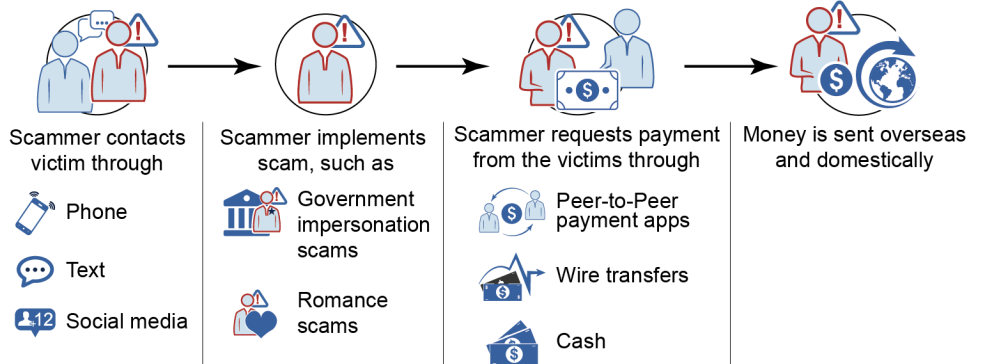 Scammer contacts
victim through
Phone
Text
+12
Social media
Scammer implements
scam, such as
Government
impersonation
scams
Romance
scams
Scammer requests payment
from the victims through
$
Peer-to-Peer
payment apps
Wire transfers
Cash
Money is sent overseas
and domestically